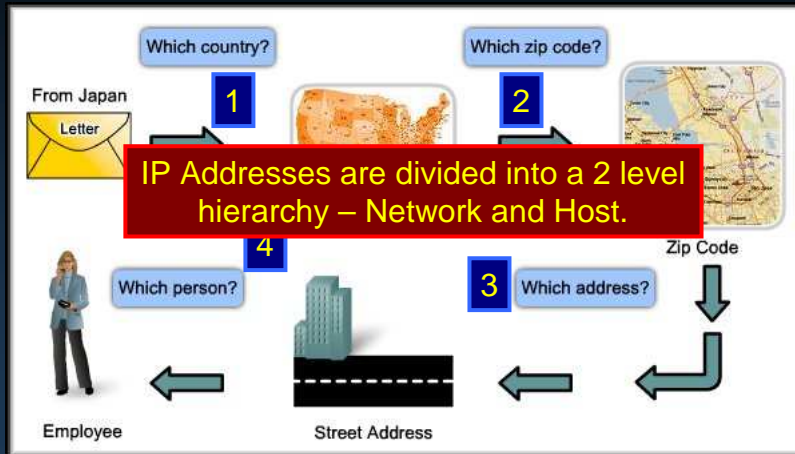 Which country?
Which zip code?
1
2
From Japan
Letter
IP Addresses are divided into a 2 level
hierarchy – Network and Host.
Zip Code
4
Which person?
3
Which address?
Employee
Street Address